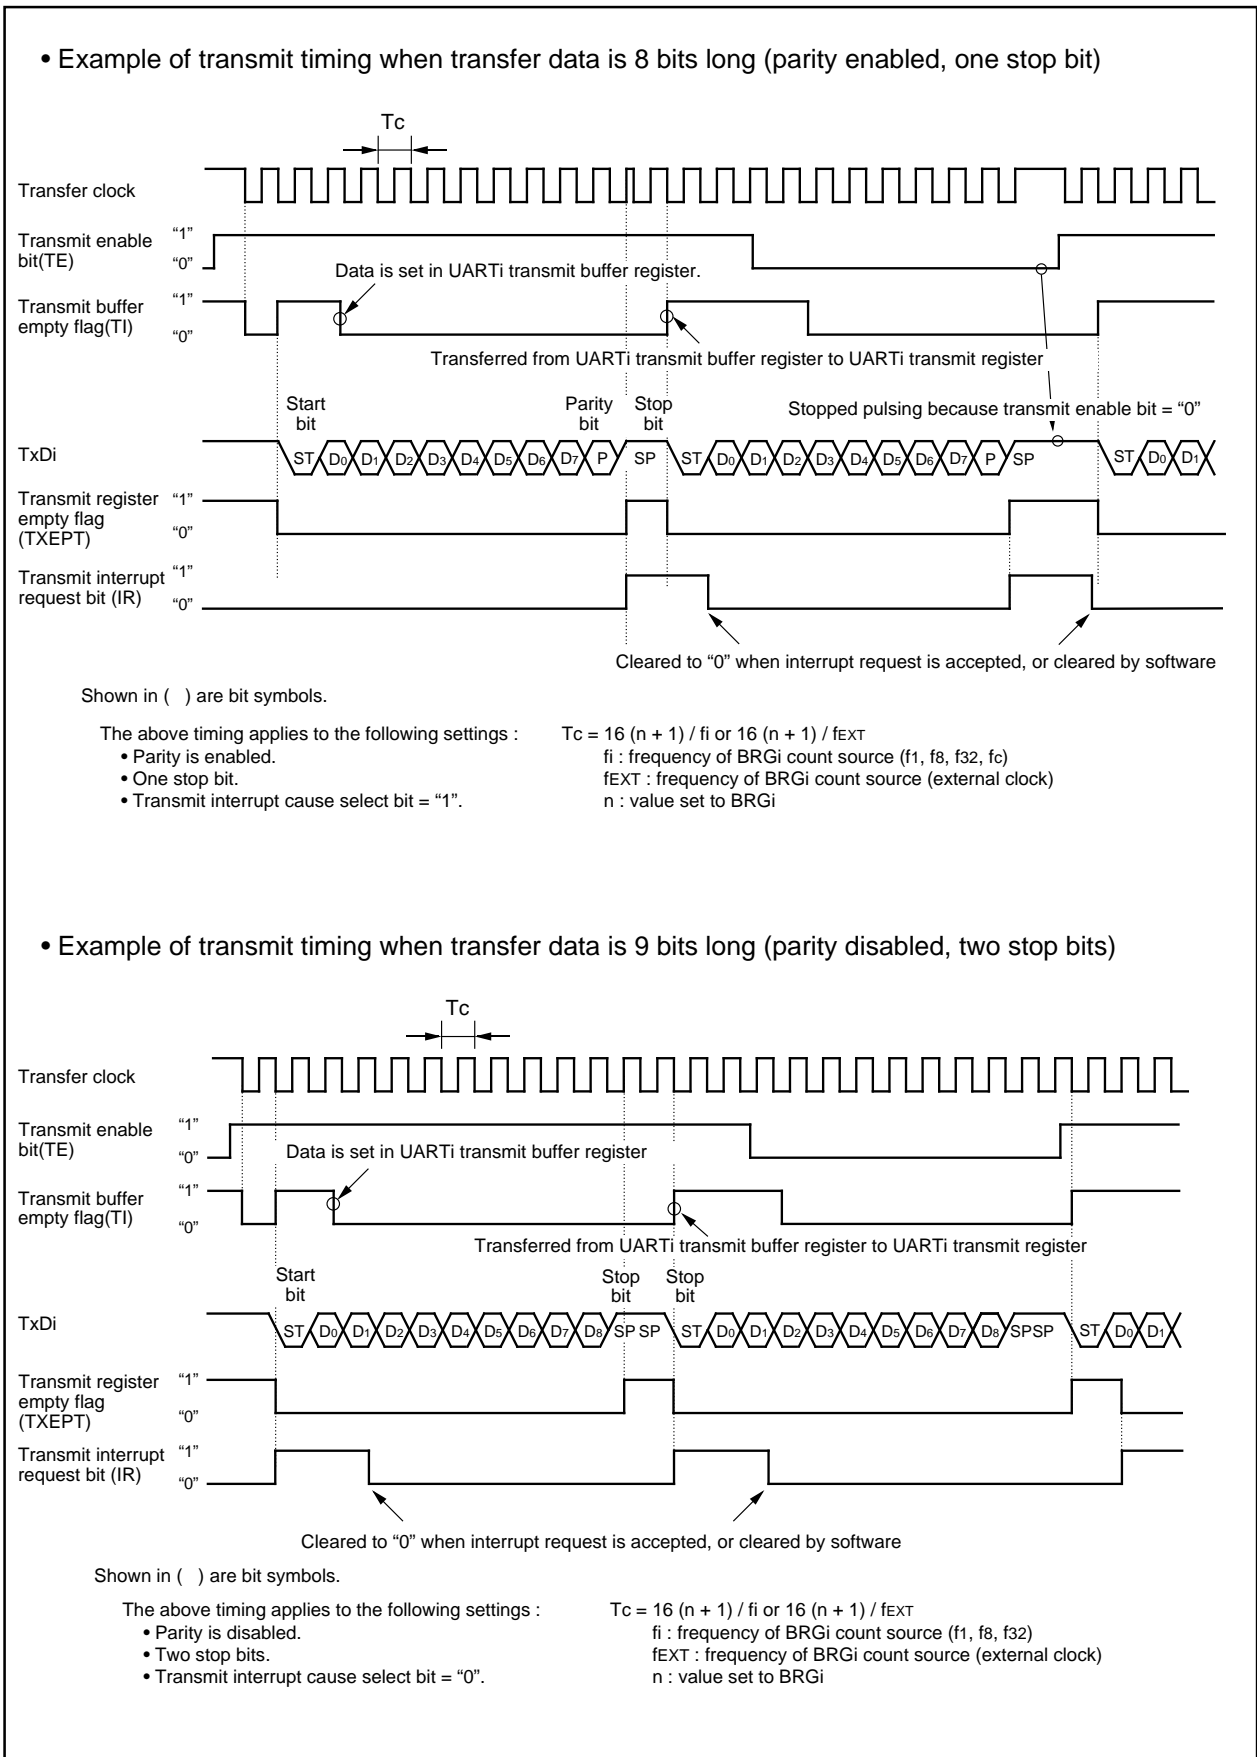 • Example of transmit timing when transfer data is 8 bits long (parity enabled, one stop bit)
Tc
Transfer clock
Transmit enable
bit(TE)
“1”
“0”
Data is set in UARTi transmit buffer register.
Transmit buffer
empty flag(TI)
“1”
“0”
Transferred from UARTi transmit buffer register to UARTi transmit register
Start
bit
Parity
bit
Stop
bit
Stopped pulsing because transmit enable bit = “0”
TxDi
ST D0 D1 D2 D3 D4 D5 D6 D7 P SP ST D0 D1 D2 D3 D4 D5 D6 D7 P SP ST D0 D1
Transmit register
empty flag
(TXEPT)
“1”
“0”
Transmit interrupt
request bit (IR)
“1”
“0”
Cleared to “0” when interrupt request is accepted, or cleared by software
Shown in ( ) are bit symbols.
The above timing applies to the following settings :
• Parity is enabled.
• One stop bit.
• Transmit interrupt cause select bit = “1”.
Tc = 16 (n + 1) / fi or 16 (n + 1) / fEXT
fi : frequency of BRGi count source (f1, f8, f32, fc)
fEXT : frequency of BRGi count source (external clock)
n : value set to BRGi
• Example of transmit timing when transfer data is 9 bits long (parity disabled, two stop bits)
Tc
Transfer clock
Transmit enable
bit(TE)
“1”
“0”
Data is set in UARTi transmit buffer register
Transmit buffer
empty flag(TI)
“1”
“0”
Transferred from UARTi transmit buffer register to UARTi transmit register
Start
bit
Stop
bit
Stop
bit
TxDi
ST D0 D1 D2 D3 D4 D5 D6 D7 D8 SP SP ST D0 D1 D2 D3 D4 D5 D6 D7 D8 SPSP ST D0 D1
Transmit register
empty flag
(TXEPT)
“1”
“0”
Transmit interrupt
request bit (IR)
“1”
“0”
Cleared to “0” when interrupt request is accepted, or cleared by software
Shown in ( ) are bit symbols.
The above timing applies to the following settings :
• Parity is disabled.
• Two stop bits.
• Transmit interrupt cause select bit = “0”.
Tc = 16 (n + 1) / fi or 16 (n + 1) / fEXT
fi : frequency of BRGi count source (f1, f8, f32)
fEXT : frequency of BRGi count source (external clock)
n : value set to BRGi